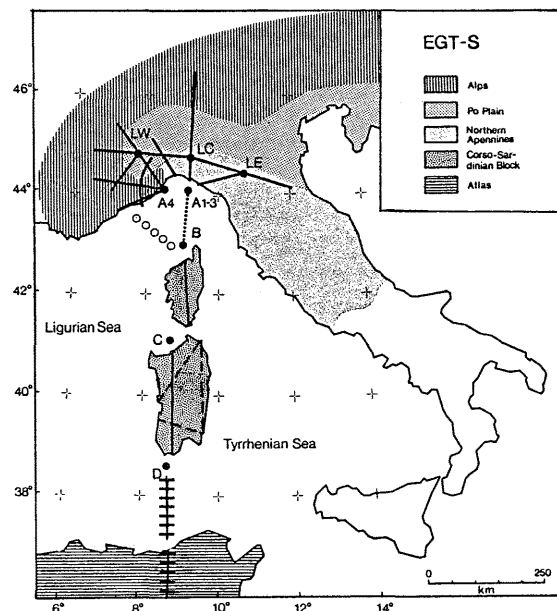 EGT-S
Alps
Po Plain
Northern
Apennines
Corso-Sar-
dinian Block
Atlas
46°
44°
42°
40°
38°
LW
LC
LE
A4
A1-3
B
Ligurian Sea
C
Tyrrhenian Sea
D
6°
8°
10°
12°
14°
0
250
km